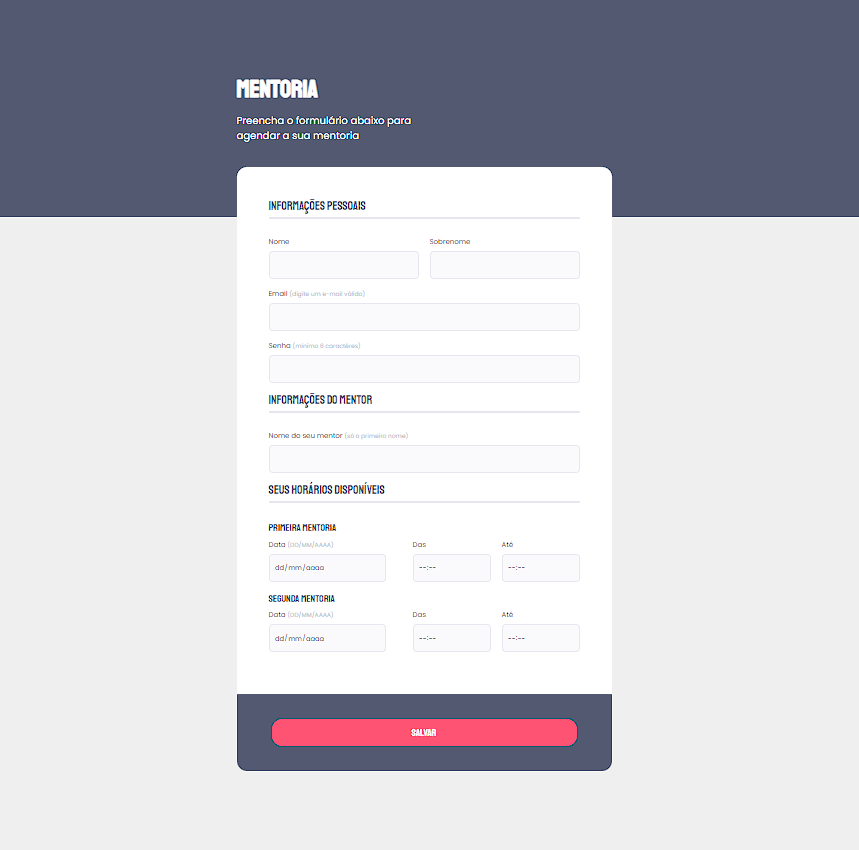 MENTORIA
Preencha o formulário abaixo para
agendar a sua mentoria
INFORMAÇÕES PESSOAIS
Nome Sobrenome
Email (digite um e-mail válido)
Senha (mínimo 6 caracteres)
INFORMAÇÕES DO MENTOR
Nome do seu mentor (só o primeiro nome)
SEUS HORÁRIOS DISPONÍVEIS
PRIMEIRA MENTORIA
Data (DD/MM/AAAA) Das Até
dd/mm/aaaa --:-- --:--
SEGUNDA MENTORIA
Data (DD/MM/AAAA) Das Até
dd/mm/aaaa --:-- --:--
SALVAR